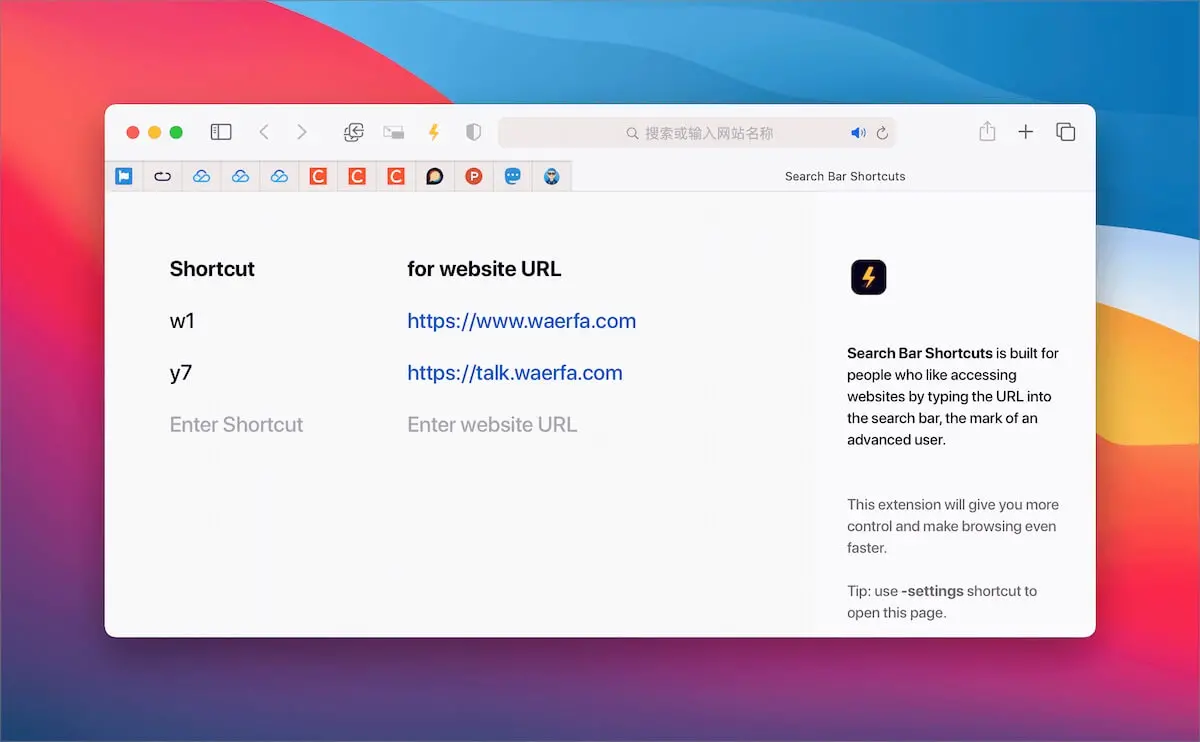 搜索或输入网站名称
C
C
C
P
Search Bar Shortcuts
Shortcut
for website URL
w1
https://www.waerfa.com
y7
https://talk.waerfa.com
Enter Shortcut
Enter website URL
Search Bar Shortcuts is built for
people who like accessing
websites by typing the URL into
the search bar, the mark of an
advanced user.
This extension will give you more
control and make browsing even
faster.
Tip: use -settings shortcut to
open this page.